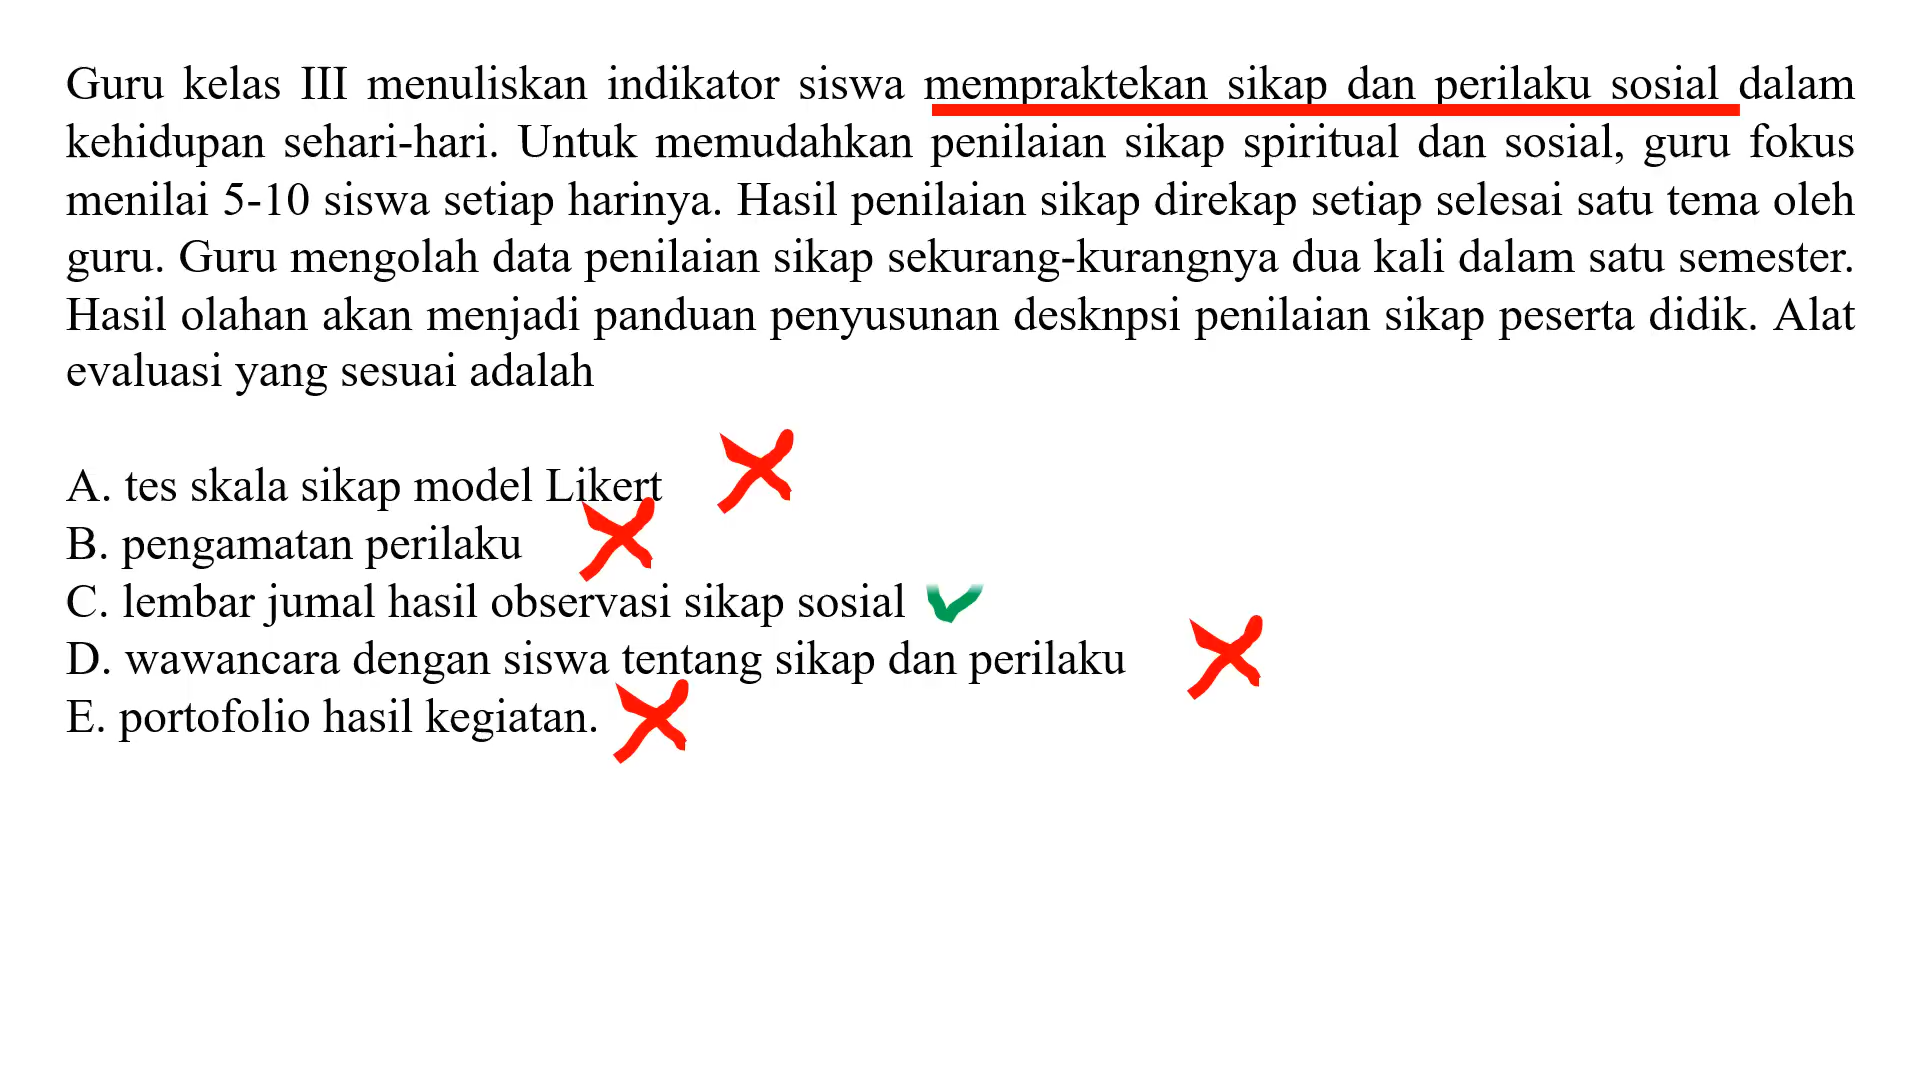 Guru kelas III menuliskan indikator siswa mempraktekan sikap dan perilaku sosial dalam
kehidupan sehari-hari. Untuk memudahkan penilaian sikap spiritual dan sosial, guru fokus
menilai 5-10 siswa setiap harinya. Hasil penilaian sikap direkap setiap selesai satu tema oleh
guru. Guru mengolah data penilaian sikap sekurang-kurangnya dua kali dalam satu semester.
Hasil olahan akan menjadi panduan penyusunan desknpsi penilaian sikap peserta didik. Alat
evaluasi yang sesuai adalah
A. tes skala sikap model Likert
B. pengamatan perilaku
C. lembar jumal hasil observasi sikap sosial
D. wawancara dengan siswa tentang sikap dan perilaku
E. portofolio hasil kegiatan.